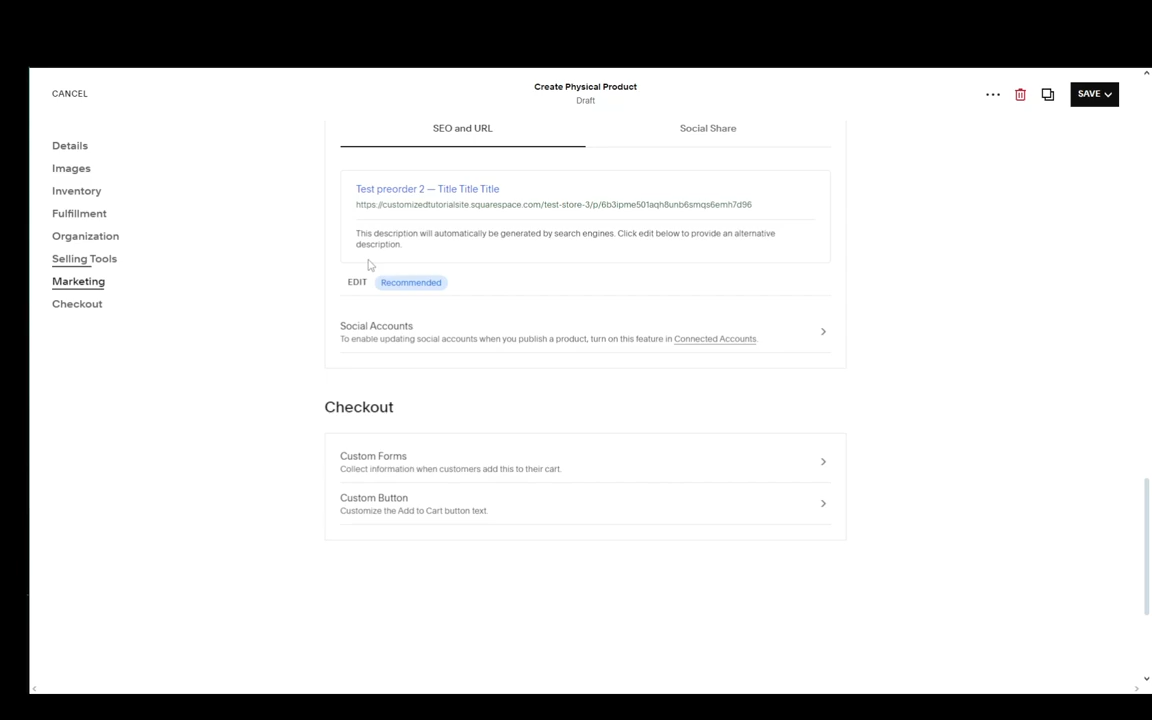 CANCEL
Create Physical Product
Draft
SAVE
Details
Images
Inventory
Fulfillment
Organization
Selling Tools
Marketing
Checkout
SEO and URL
Social Share
Test preorder 2 — Title Title Title
https://customizedtutorialsite.squarespace.com/test-store-3/p/6b3ipme501aqh8unb6smqs6emh7d96
This description will automatically be generated by search engines. Click edit below to provide an alternative
description.
EDIT
Recommended
Social Accounts
To enable updating social accounts when you publish a product, turn on this feature in Connected Accounts.
Checkout
Custom Forms
Collect information when customers add this to their cart.
Custom Button
Customize the Add to Cart button text.